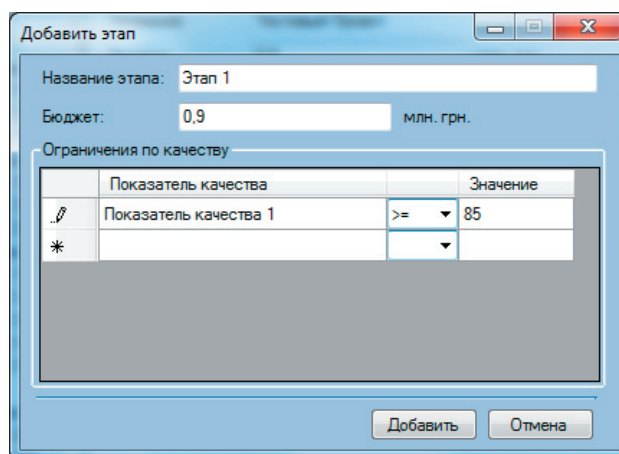 Добавить этап
Название этапа: Этап 1
Бюджет: 0,9 млн. грн.
Ограничения по качеству
Показатель качества Значение
Показатель качества 1 >= 85
Добавить Отмена